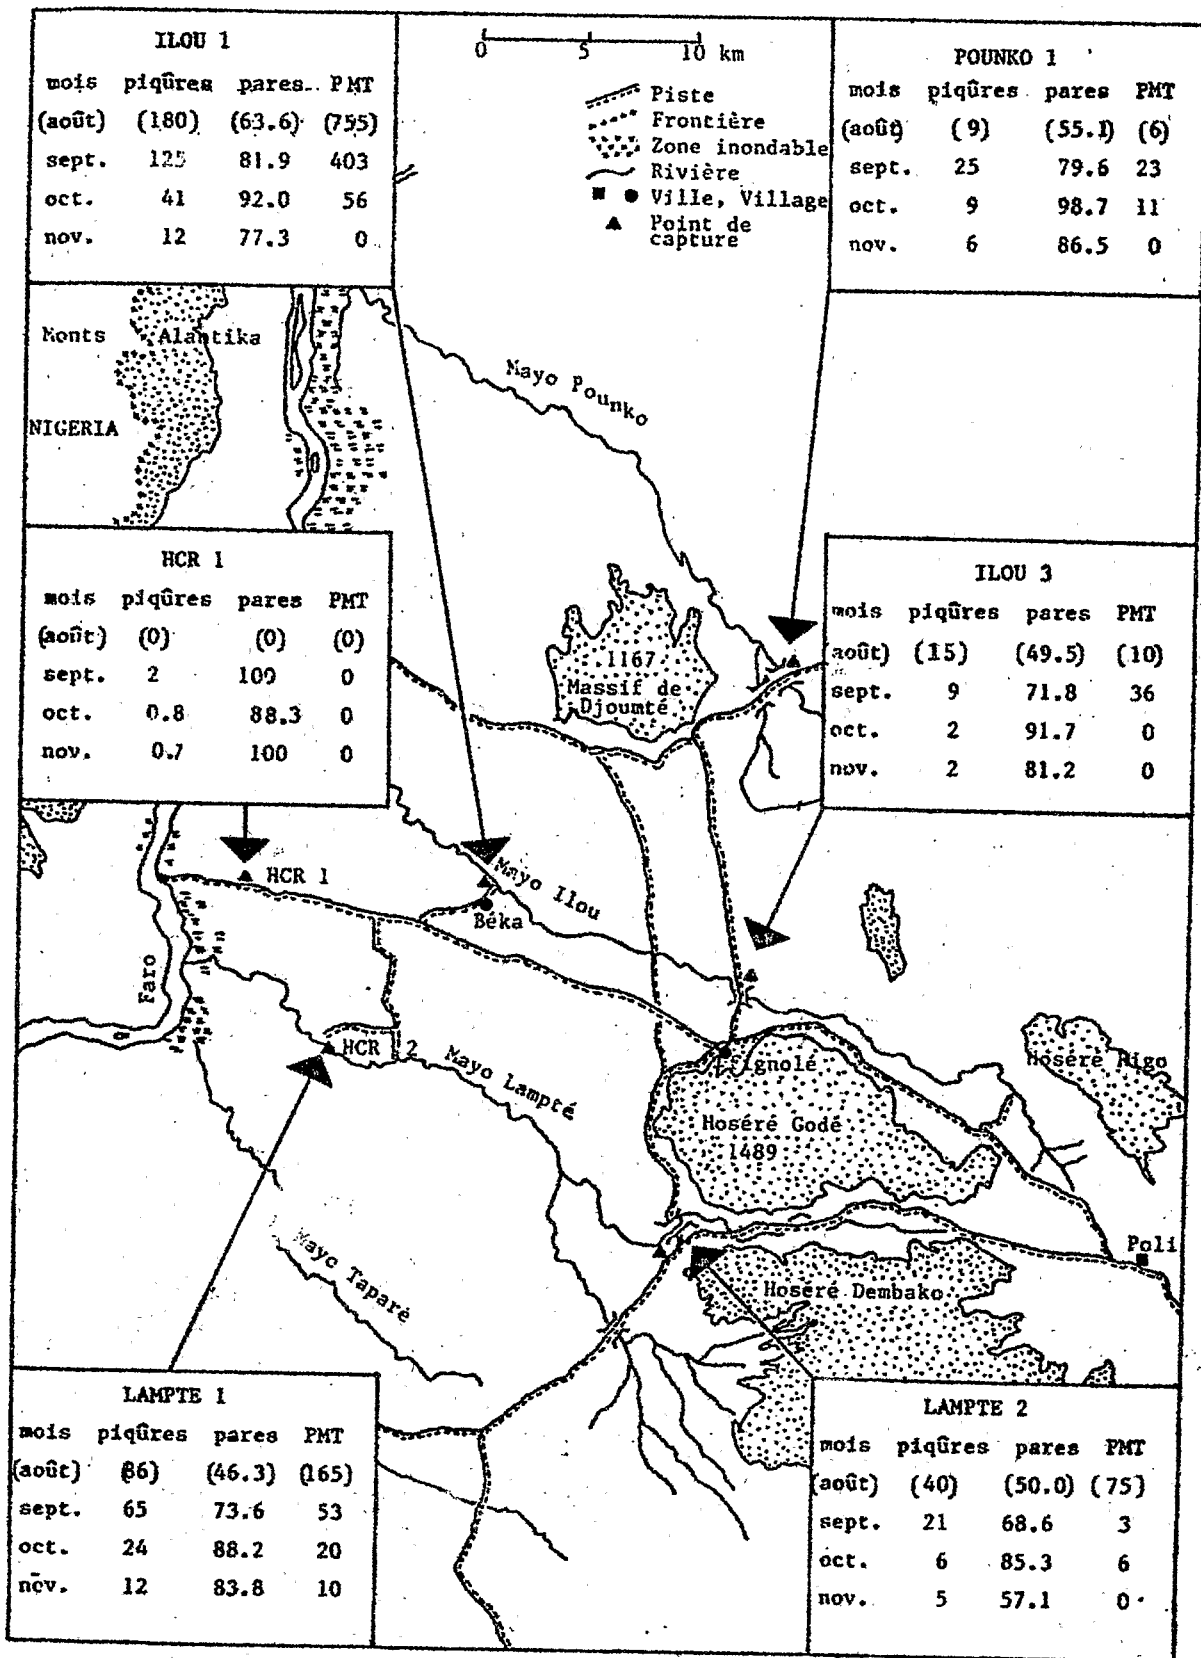 ILOU 1
mois piqûres pares PMT
(août) (180) (63.6) (755)
sept. 125 81.9 403
oct. 41 92.0 56
nov. 12 77.3 0
0 5 10 km
Piste
Frontière
Zone inondable
Rivière
Ville, Village
Point de
capture
POUNKO 1
mois piqûres pares PMT
(août) (9) (55.1) (6)
sept. 25 79.6 23
oct. 9 98.7 11
nov. 6 86.5 0
Monts Alantika
NIGERIA
Mayo Pounko
HCR 1
mois piqûres pares PMT
(août) (0) (0) (0)
sept. 2 100 0
oct. 0.8 88.3 0
nov. 0.7 100 0
1167
Massif de
Djoumté
ILOU 3
mois piqûres pares PMT
août) (15) (49.5) (10)
sept. 9 71.8 36
oct. 2 91.7 0
nov. 2 81.2 0
HCR 1
Mayo Ilou
Béka
Faro
HCR 2
Mayo Lampté
Fignolé
Hoséré Rigo
Hoséré Godé
1489
Mayo Taparé
Poli
Hoséré Dembako
LAMPTE 1
mois piqûres pares PMT
(août) (86) (46.3) (165)
sept. 65 73.6 53
oct. 24 88.2 20
nov. 12 83.8 10
LAMPTE 2
mois piqûres pares PMT
(août) (40) (50.0) (75)
sept. 21 68.6 3
oct. 6 85.3 6
nov. 5 57.1 0